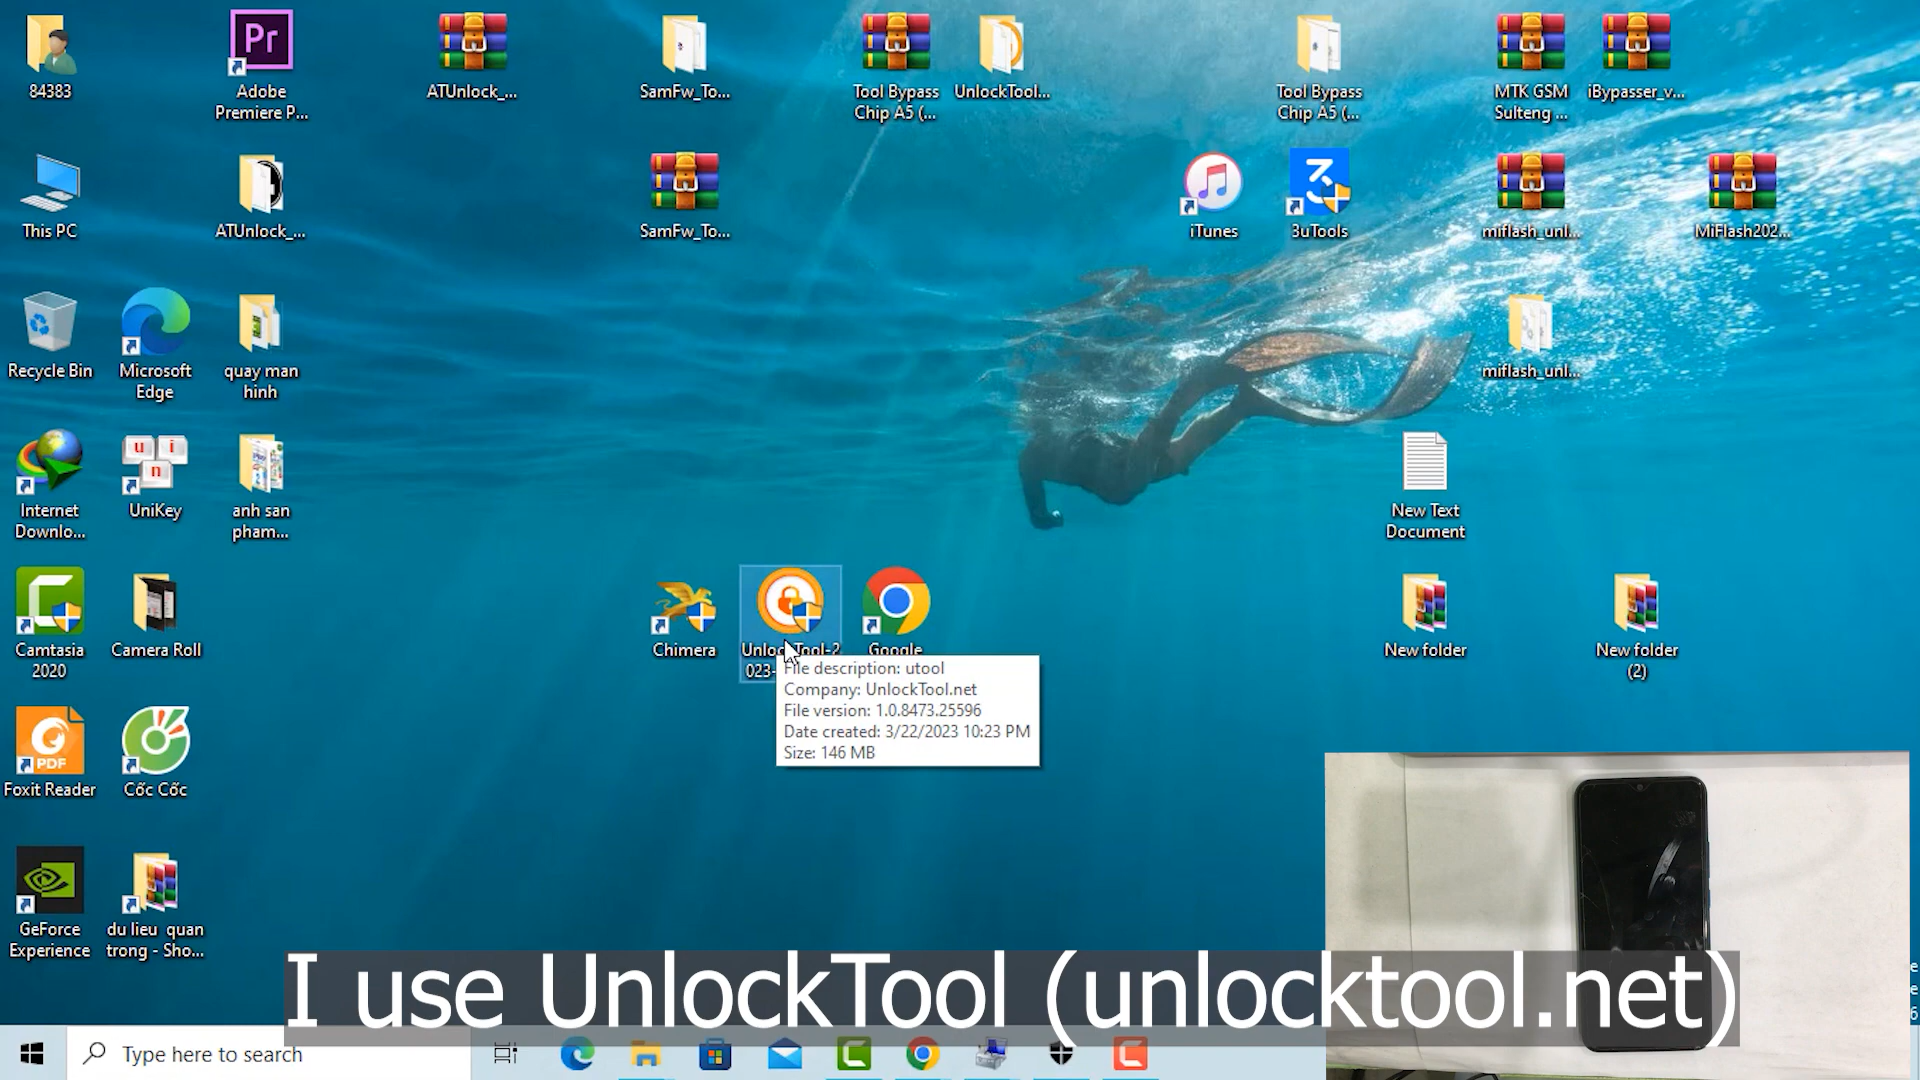 84383
Adobe
Premiere P...
ATUnlock_...
SamFw_To...
Tool Bypass
Chip A5 (...
UnlockTool...
Tool Bypass
Chip A5 (...
MTK GSM
Sulteng ...
iBypasser_v...
This PC
ATUnlock_...
SamFw_To...
iTunes
3uTools
miflash_unl...
MiFlash202...
Recycle Bin
Microsoft
Edge
quay man
hinh
miflash_unl...
Internet
Downlo...
UniKey
anh san
pham...
New Text
Document
Camtasia
2020
Camera Roll
Chimera
UnlockTool-2
023-
Google
New folder
New folder
(2)
File description: utool
Company: UnlockTool.net
File version: 1.0.8473.25596
Date created: 3/22/2023 10:23 PM
Size: 146 MB
Foxit Reader
Cốc Cốc
GeForce
Experience
du lieu quan
trong - Sho...
I use UnlockTool (unlocktool.net)
Type here to search